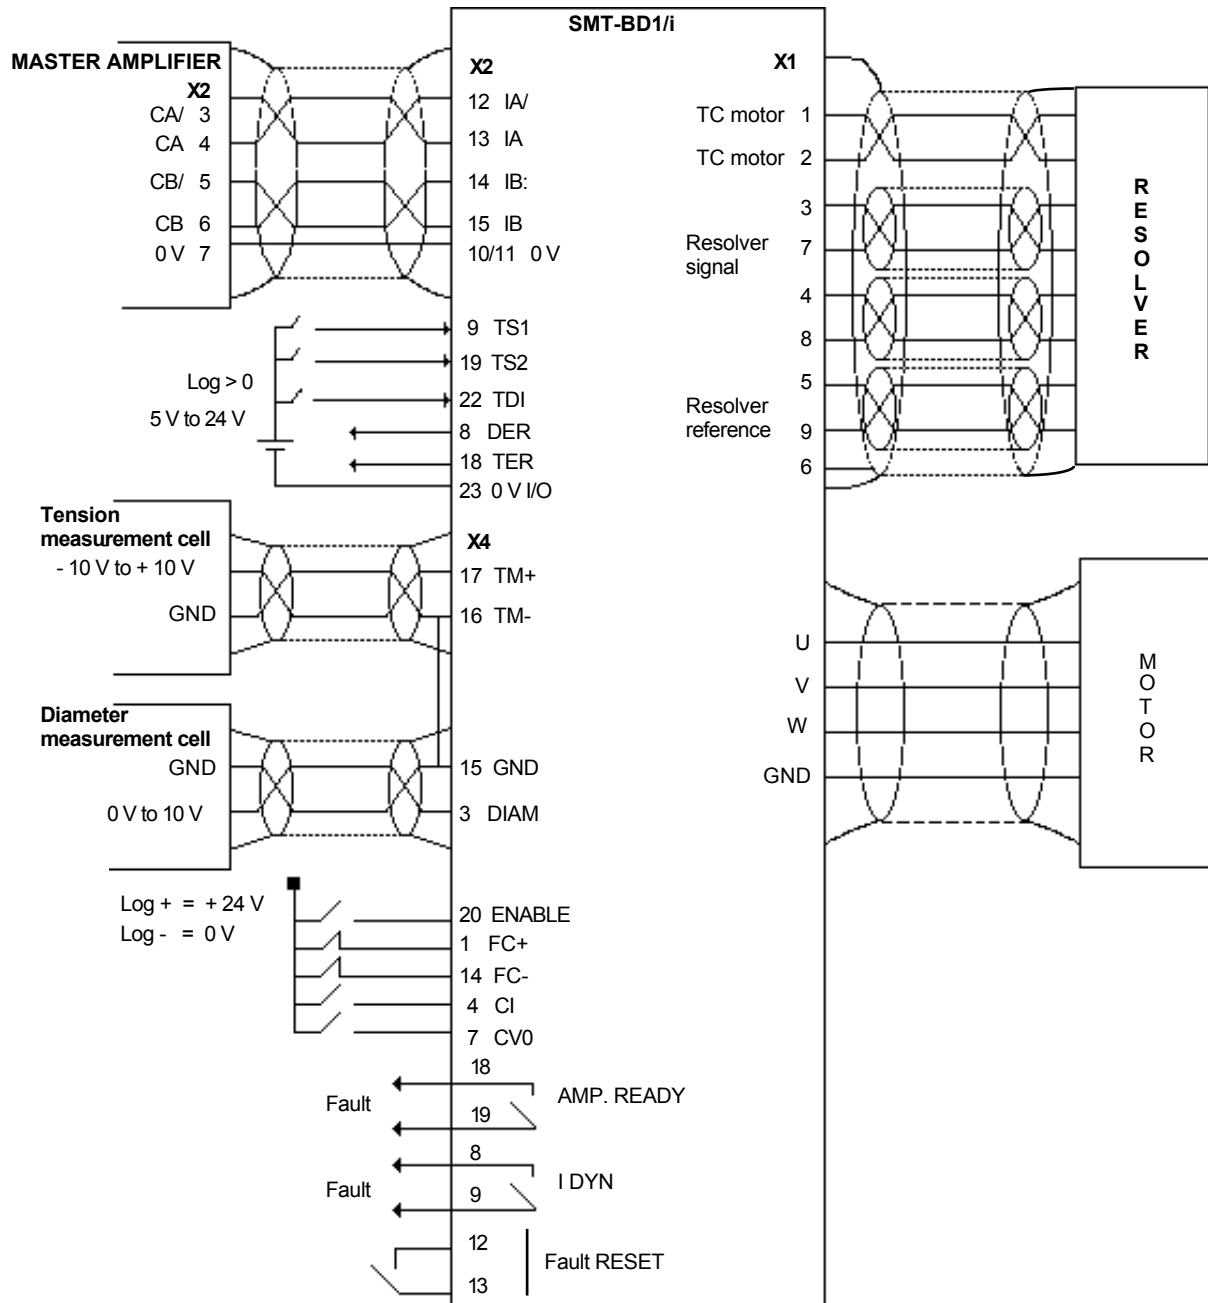 SMT-BD1/i
MASTER AMPLIFIER
X2
CA/ 3
CA 4
CB/ 5
CB 6
0 V 7
X2
12 IA/
13 IA
14 IB:
15 IB
10/11 0 V
9 TS1
19 TS2
22 TDI
8 DER
18 TER
23 0 V I/O
Log > 0
5 V to 24 V
Tension
measurement cell
- 10 V to + 10 V
GND
X4
17 TM+
16 TM-
Diameter
measurement cell
GND
0 V to 10 V
15 GND
3 DIAM
Log + = + 24 V
Log - = 0 V
20 ENABLE
1 FC+
14 FC-
4 CI
7 CV0
18
Fault
AMP. READY
19
8
Fault
I DYN
9
12
Fault RESET
13
X1
TC motor 1
TC motor 2
3
Resolver
signal
7
4
8
5
Resolver
reference
9
6
RESOLVER
U
V
W
GND
MOTOR